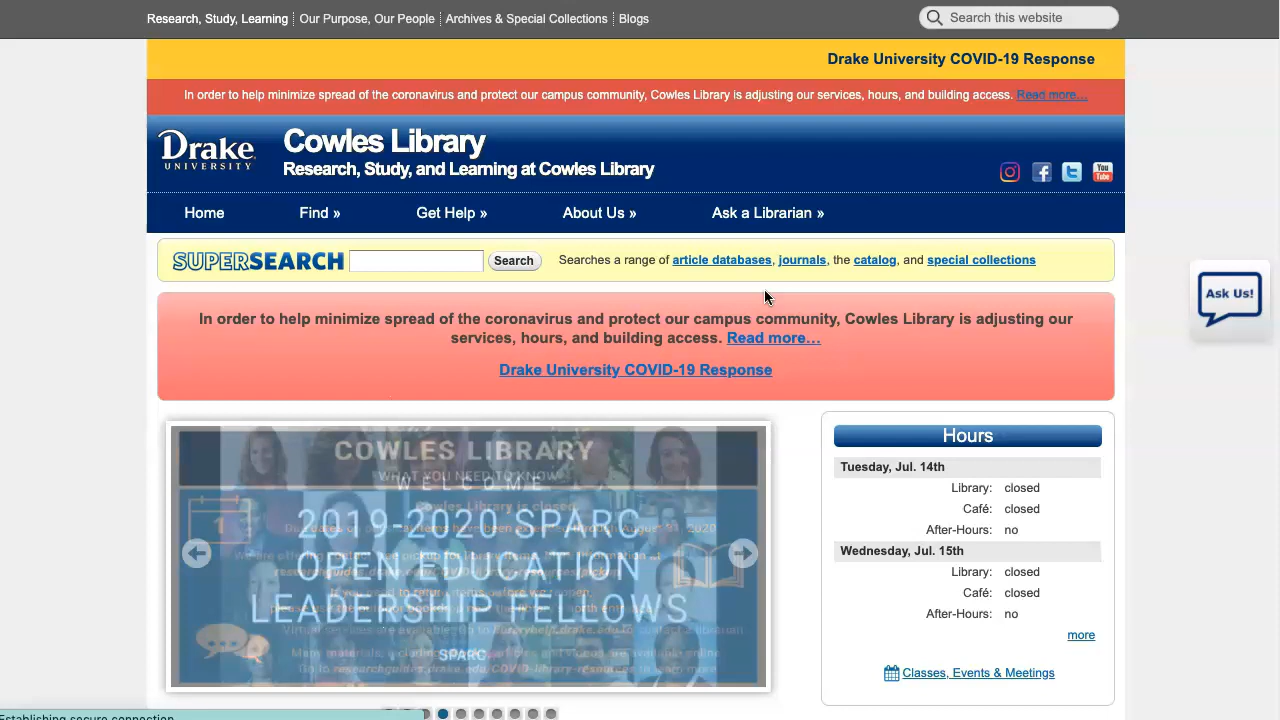 Research, Study, Learning
Our Purpose, Our People
Archives & Special Collections
Blogs
Search this website
Drake University COVID-19 Response
In order to help minimize spread of the coronavirus and protect our campus community, Cowles Library is adjusting our services, hours, and building access. Read more…
Drake
UNIVERSITY
Cowles Library
Research, Study, and Learning at Cowles Library
You
Tube
Home
Find »
Get Help »
About Us »
Ask a Librarian »
SUPERSEARCH
Search
Searches a range of article databases, journals, the catalog, and special collections
Ask Us!
In order to help minimize spread of the coronavirus and protect our campus community, Cowles Library is adjusting our
services, hours, and building access. Read more…
Drake University COVID-19 Response
COWLES LIBRARY
WHAT YOU NEED TO KNOW
WELCOME
Cowles Library is closed
2019-2020 SPARC
OPEN EDUCATION
LEADERSHIP FELLOWS
SPARC
Hours
Tuesday, Jul. 14th
Library: closed
Café: closed
After-Hours: no
Wednesday, Jul. 15th
Library: closed
Café: closed
After-Hours: no
more
Classes, Events & Meetings
Establishing secure connection